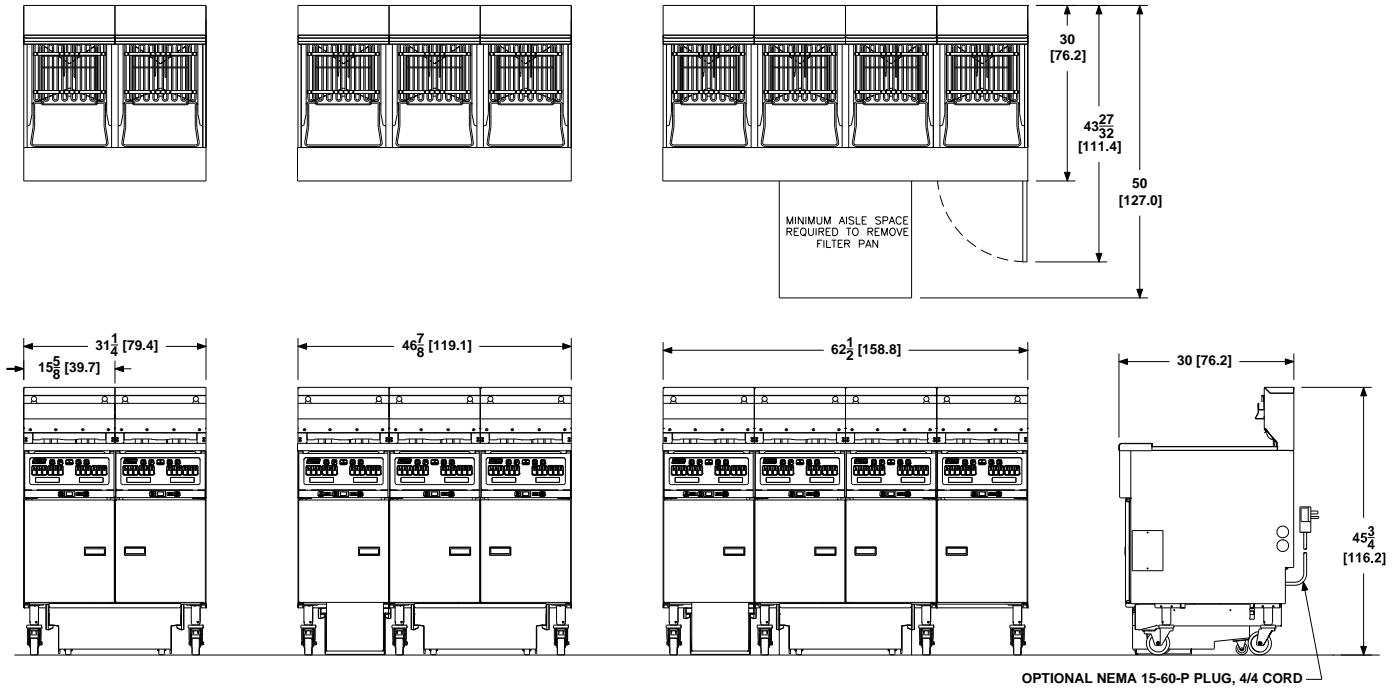 30
[76.2]
43 27/32
[111.4]
50
[127.0]
MINIMUM AISLE SPACE
REQUIRED TO REMOVE
FILTER PAN
31 1/4 [79.4]
15 5/8 [39.7]
46 7/8 [119.1]
62 1/2 [158.8]
30 [76.2]
45 3/4
[116.2]
OPTIONAL NEMA 15-60-P PLUG, 4/4 CORD